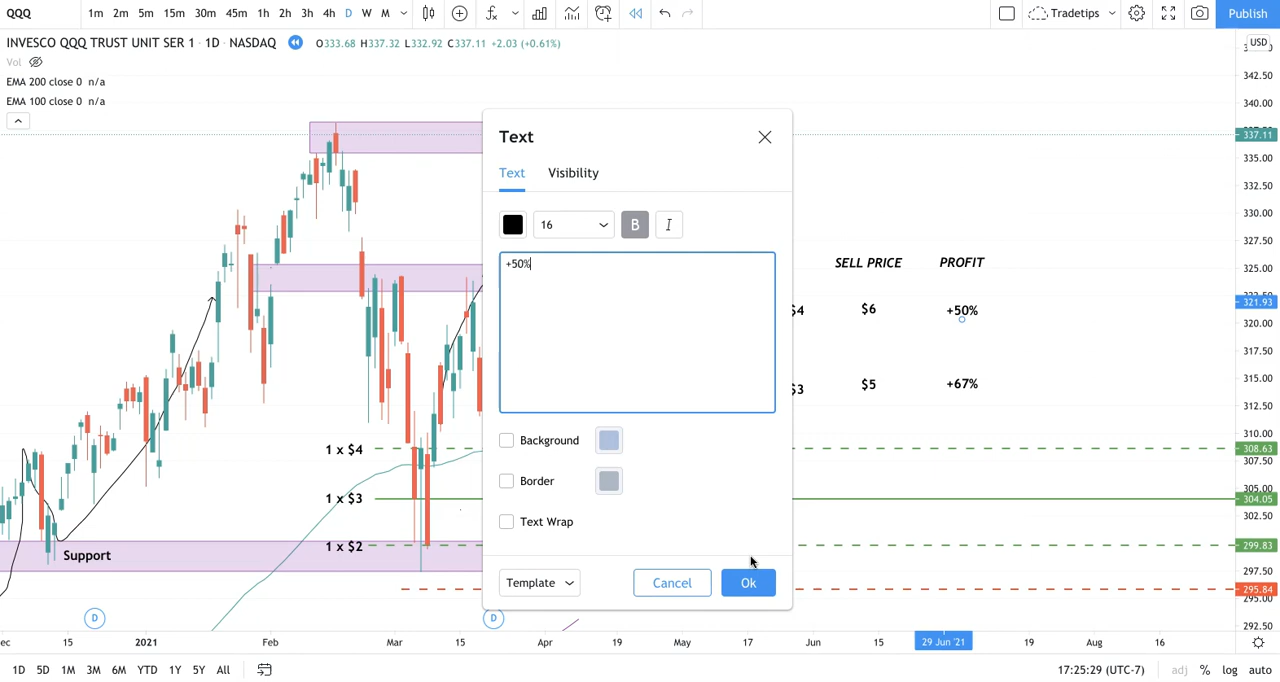 QQQ 1m 2m 5m 15m 30m 45m 1h 2h 3h 4h D W M Tradetips Publish
INVESCO QQQ TRUST UNIT SER 1 · 1D · NASDAQ O333.68 H337.32 L332.92 C337.11 +2.03 (+0.61%) USD
Vol
EMA 200 close 0 n/a
342.50
EMA 100 close 0 n/a
340.00
337.11
335.00
332.50
330.00
327.50
325.00
321.93
320.00
317.50
315.00
312.50
310.00
308.63
307.50
305.00
304.05
302.50
299.83
297.50
295.84
295.00
292.50
Text
Text Visibility
16 B I
+50%
Background
Border
Text Wrap
Template Cancel Ok
SELL PRICE PROFIT
$4 $6 +50%
$3 $5 +67%
1 x $4
1 x $3
1 x $2
Support
D D
15 2021 Feb Mar 15 Apr 19 May 17 Jun 15 29 Jun '21 19 Aug 16
1D 5D 1M 3M 6M YTD 1Y 5Y All 17:25:29 (UTC-7) adj % log auto